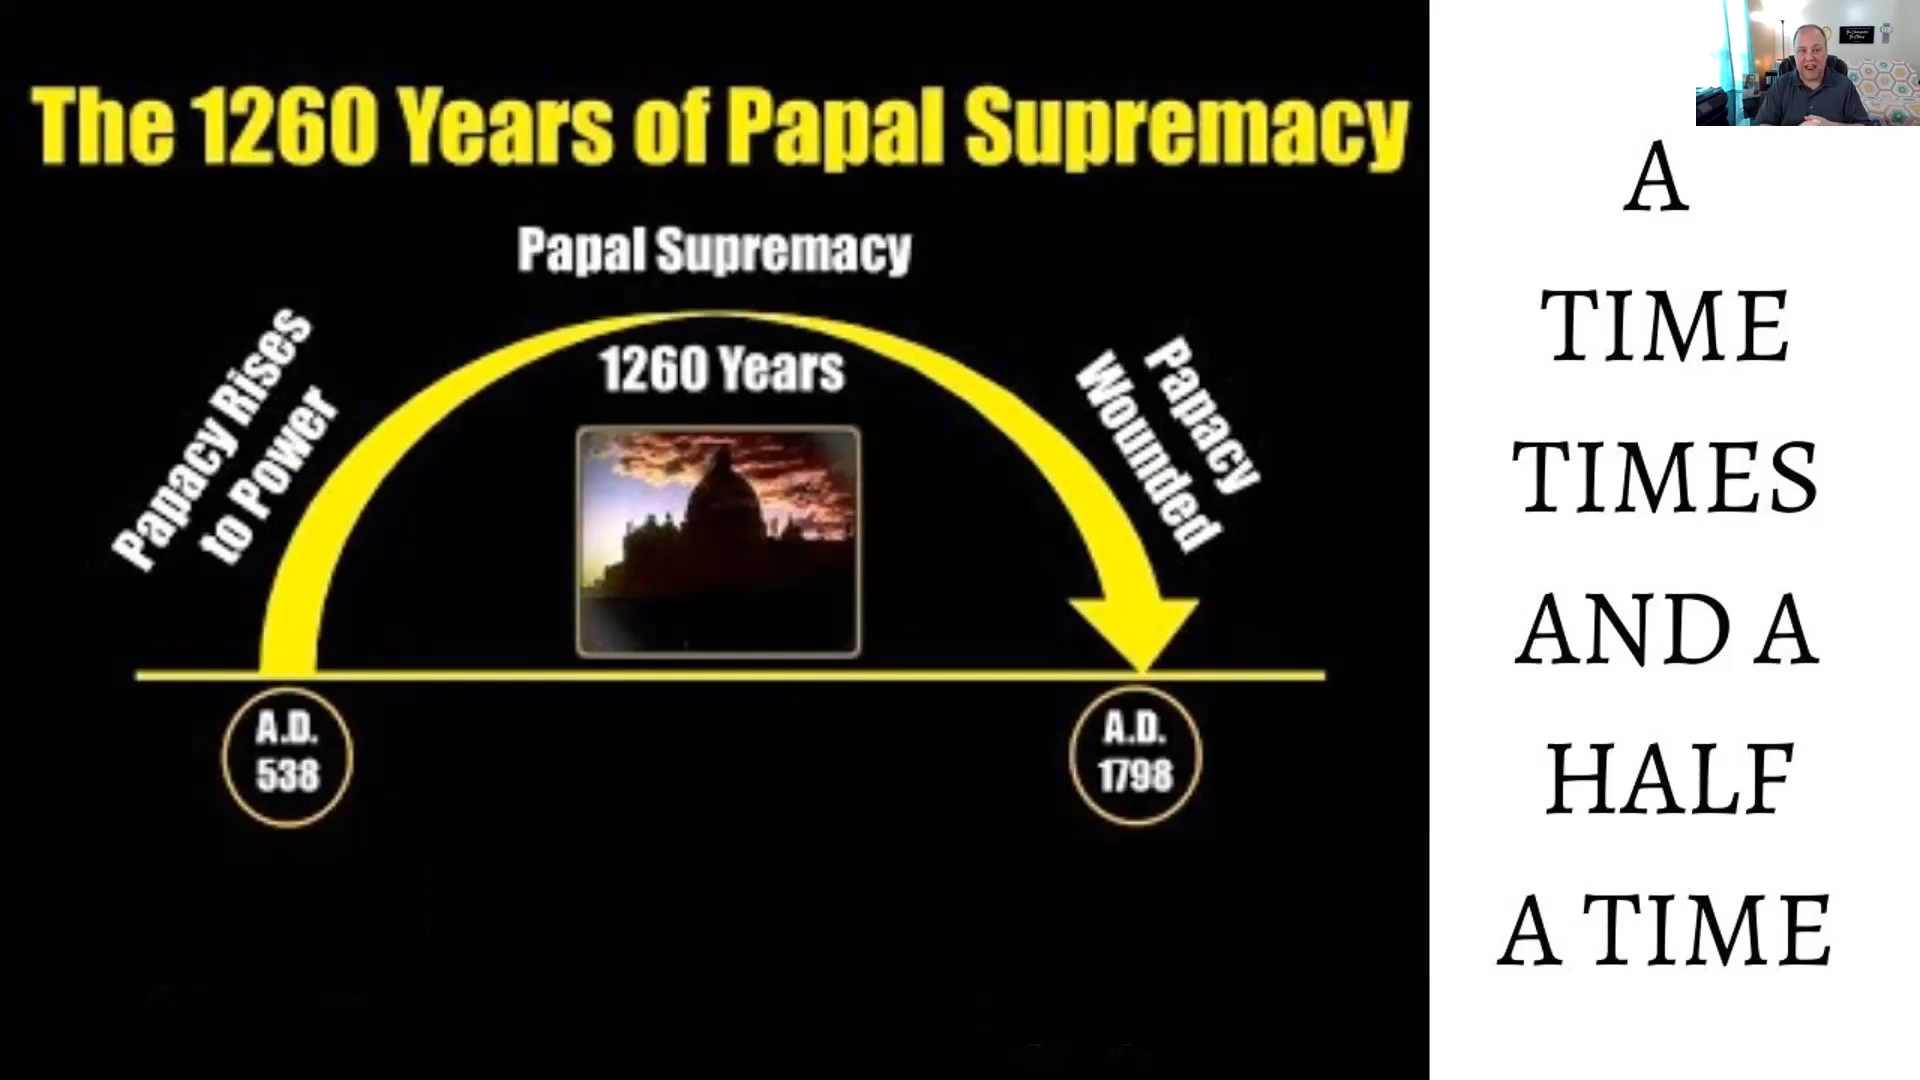 The 1260 Years of Papal Supremacy
Papal Supremacy
Papacy Rises
to Power
1260 Years
Papacy
Wounded
A.D.
538
A.D.
1798
A
TIME
TIMES
AND A
HALF
A TIME